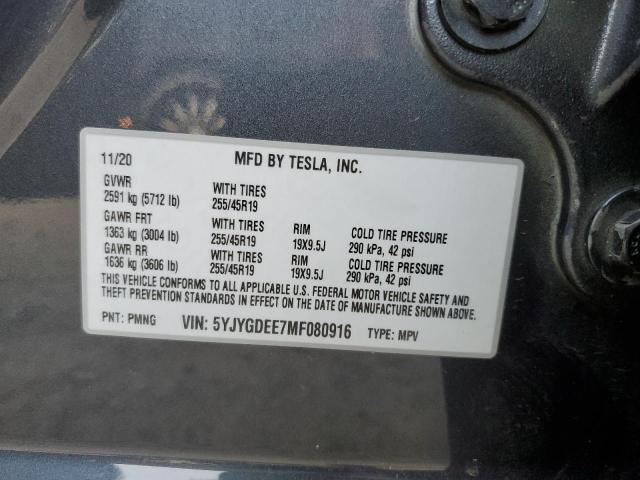 11/20 MFD BY TESLA, INC.
GVWR WITH TIRES
2591 kg (5712 lb) 255/45R19
GAWR FRT WITH TIRES RIM COLD TIRE PRESSURE
1363 kg (3004 lb) 255/45R19 19X9.5J 290 kPa, 42 psi
GAWR RR WITH TIRES RIM COLD TIRE PRESSURE
1636 kg (3606 lb) 255/45R19 19X9.5J 290 kPa, 42 psi
THIS VEHICLE CONFORMS TO ALL APPLICABLE U.S. FEDERAL MOTOR VEHICLE SAFETY AND
THEFT PREVENTION STANDARDS IN EFFECT ON THE DATE OF MANUFACTURE SHOWN ABOVE.
PNT: PMNG VIN: 5YJYGDEE7MF080916 TYPE: MPV